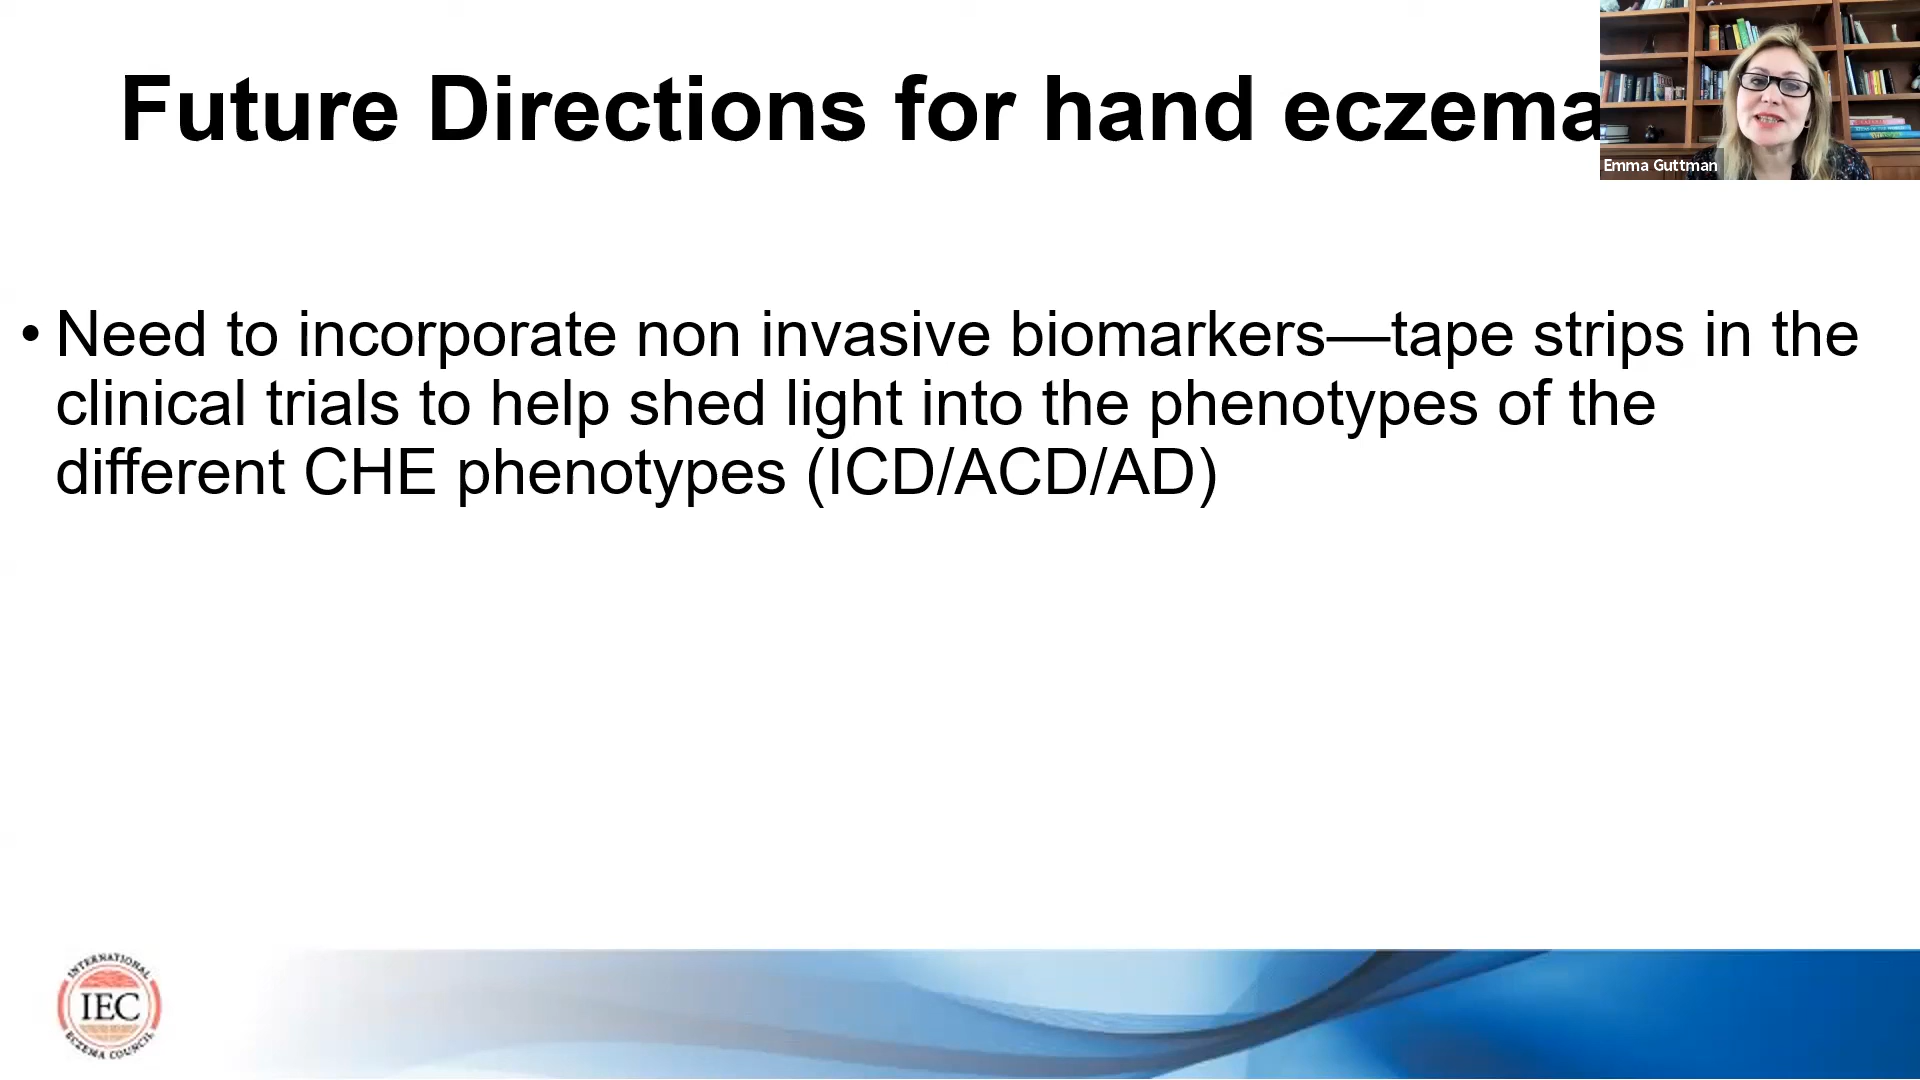 Future Directions for hand eczema
Emma Guttman
• Need to incorporate non invasive biomarkers—tape strips in the
clinical trials to help shed light into the phenotypes of the
different CHE phenotypes (ICD/ACD/AD)
INTERNATIONAL
IEC
ECZEMA COUNCIL